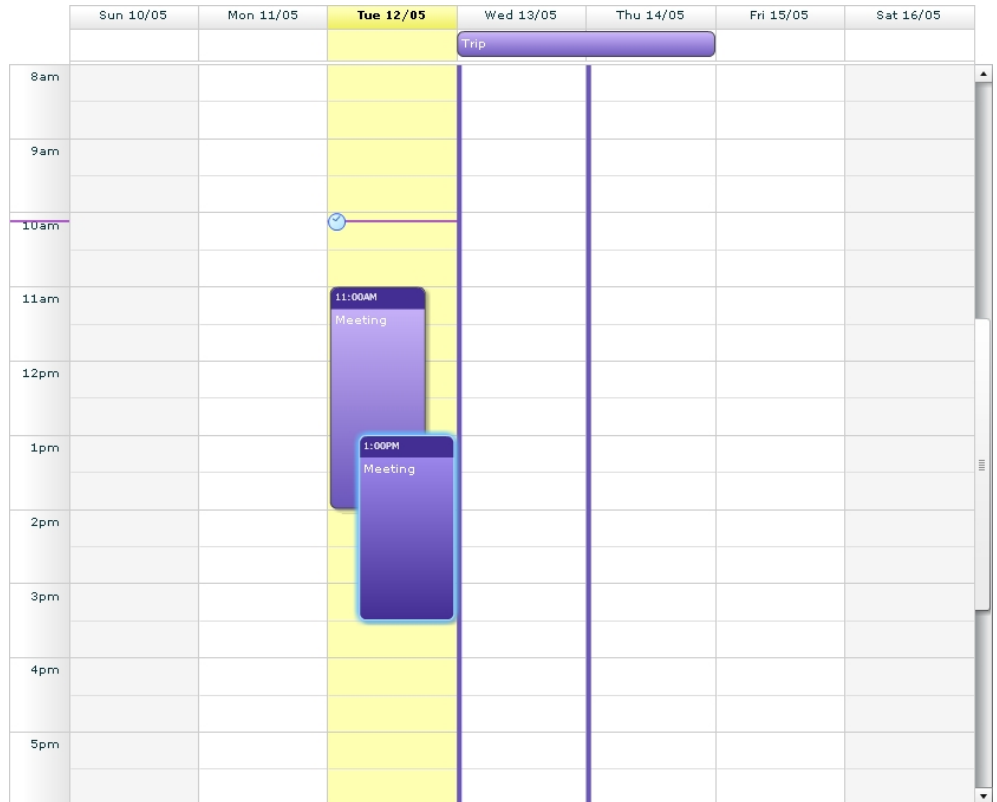 Sun 10/05 Mon 11/05 Tue 12/05 Wed 13/05 Thu 14/05 Fri 15/05 Sat 16/05
Trip
8am
9am
10am
11am
11:00AM
Meeting
12pm
1pm
1:00PM
Meeting
2pm
3pm
4pm
5pm